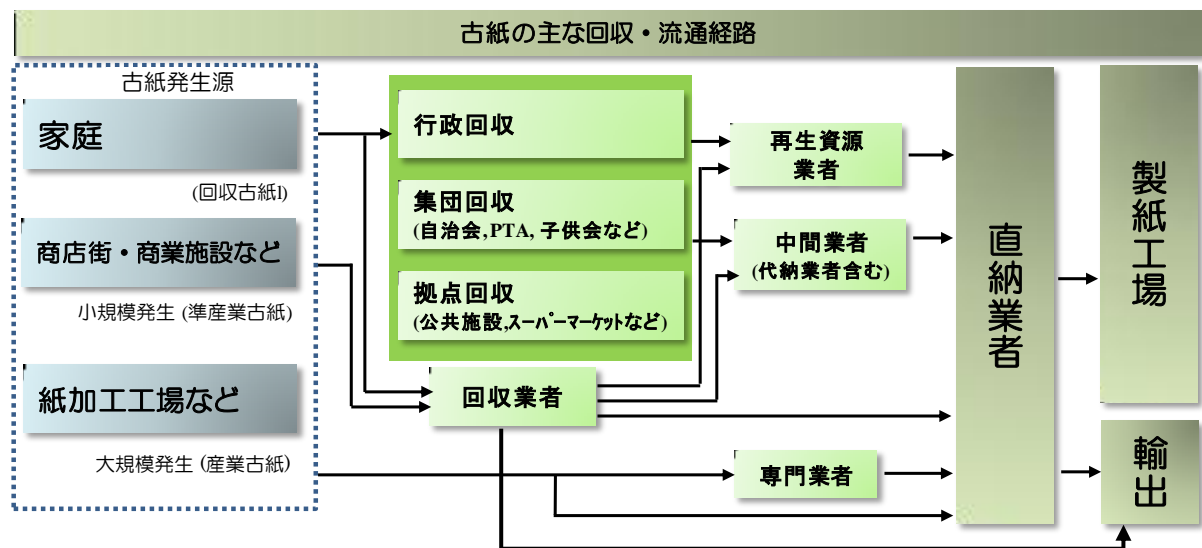 古紙の主な回収・流通経路
古紙発生源
家庭
(回収古紙l)
商店街・商業施設など
小規模発生 (準産業古紙)
紙加工工場など
大規模発生 (産業古紙)
行政回収
集団回収
(自治会,PTA, 子供会など)
拠点回収
(公共施設,ｽｰﾊﾟｰﾏｰｹｯﾄなど)
回収業者
再生資源
業者
中間業者
(代納業者含む)
専門業者
直納業者
製紙工場
輸出